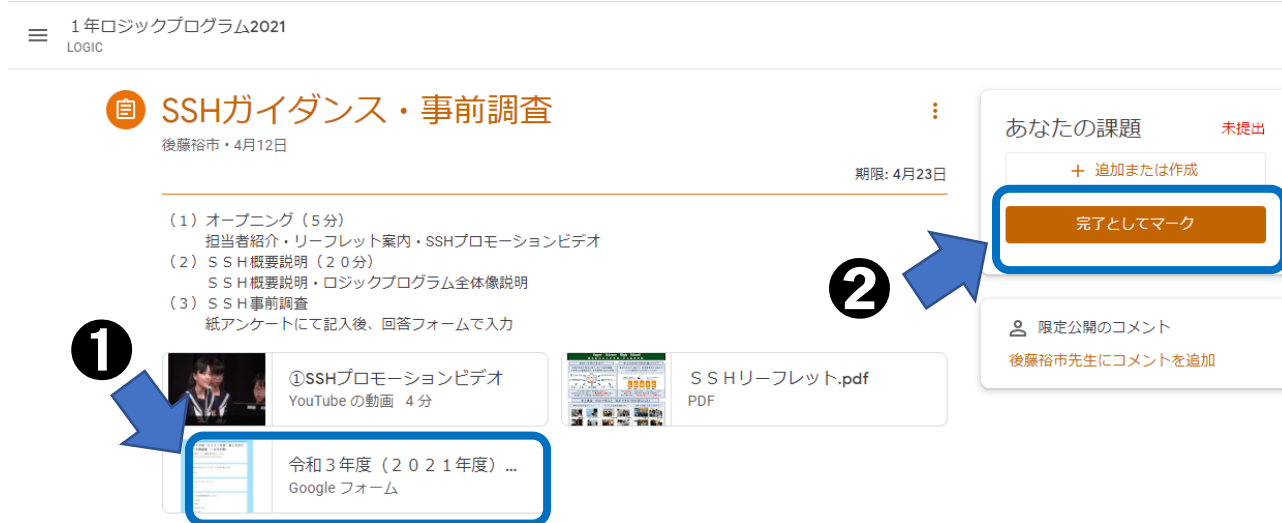 １年ロジックプログラム2021
LOGIC
SSHガイダンス・事前調査
後藤裕市・4月12日
期限: 4月23日
（１）オープニング（５分）
担当者紹介・リーフレット案内・SSHプロモーションビデオ
（２）ＳＳＨ概要説明（２０分）
ＳＳＨ概要説明・ロジックプログラム全体像説明
（３）ＳＳＨ事前調査
紙アンケートにて記入後、回答フォームで入力
❶
①SSHプロモーションビデオ
YouTube の動画 4 分
ＳＳＨリーフレット.pdf
PDF
令和３年度（２０２１年度）...
Google フォーム
あなたの課題
未提出
＋ 追加または作成
完了としてマーク
❷
限定公開のコメント
後藤裕市先生にコメントを追加